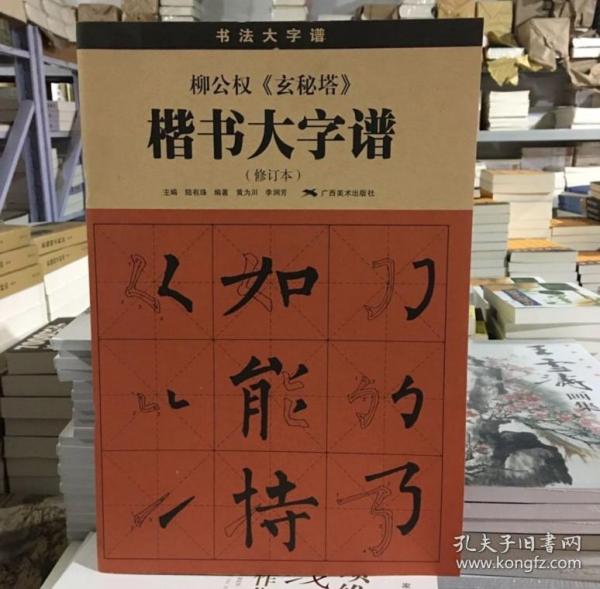 书法大字谱
柳公权《玄秘塔》
楷书大字谱
(修订本)
主编 陆有珠 编著 黄为川 李润芳 广西美术出版社
如
能
持
画集
孔夫子旧书网
www.kongfz.com